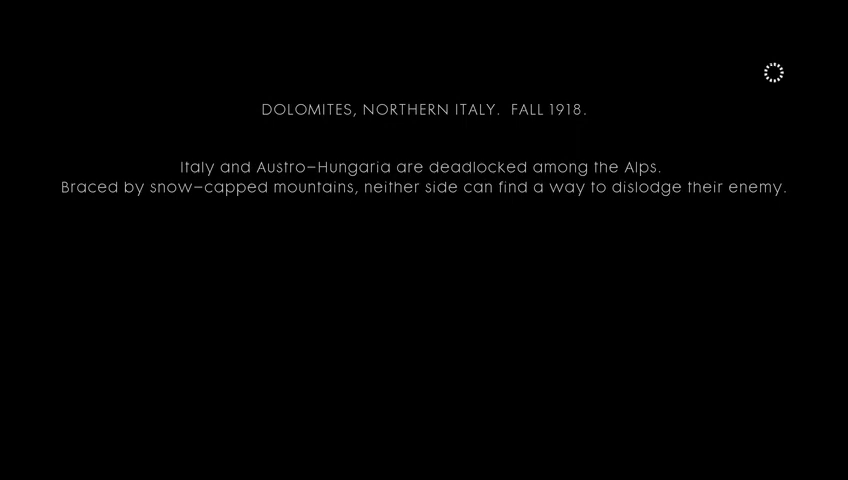 DOLOMITES, NORTHERN ITALY. FALL 1918.
Italy and Austro-Hungaria are deadlocked among the Alps.
Braced by snow-capped mountains, neither side can find a way to dislodge their enemy.